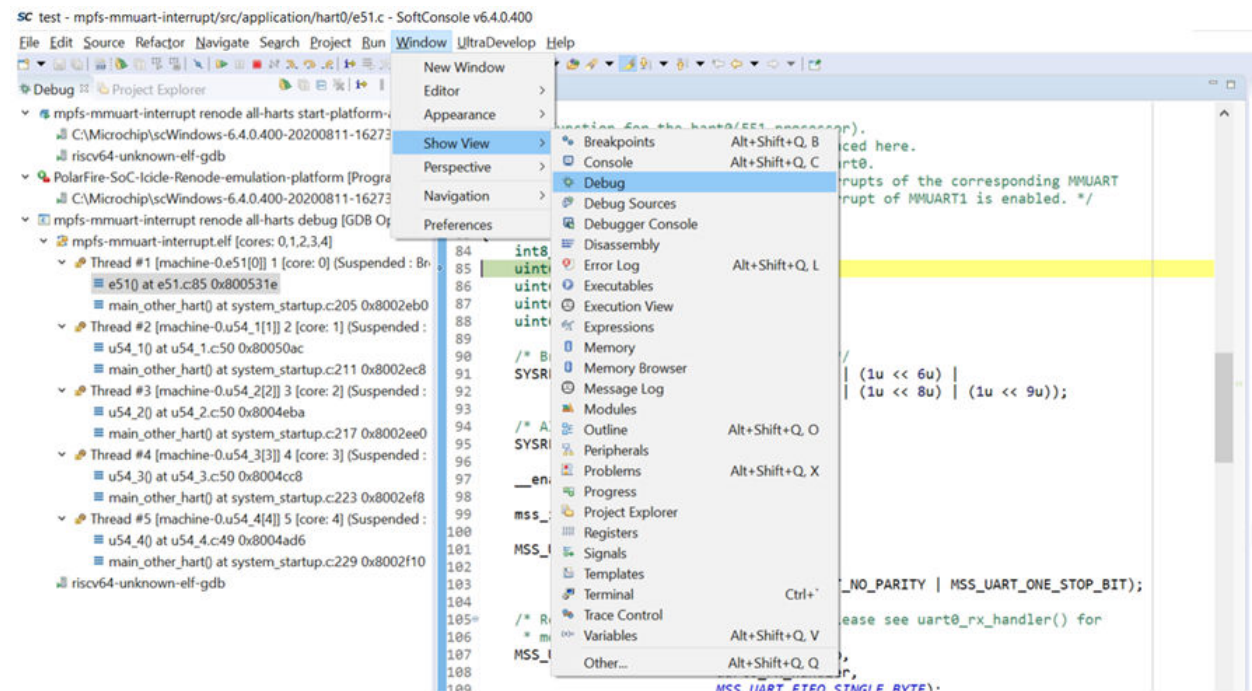 SC test - mpfs-mmuart-interrupt/src/application/hart0/e51.c - SoftConsole v6.4.0.400
File Edit Source Refactor Navigate Search Project Run Window UltraDevelop Help
Debug Project Explorer
mpfs-mmuart-interrupt renode all-harts start-platform-
C:\Microchip\scWindows-6.4.0.400-20200811-16273
riscv64-unknown-elf-gdb
PolarFire-SoC-Icicle-Renode-emulation-platform [Progra
C:\Microchip\scWindows-6.4.0.400-20200811-16273
mpfs-mmuart-interrupt renode all-harts debug [GDB Op
mpfs-mmuart-interrupt.elf [cores: 0,1,2,3,4]
Thread #1 [machine-0.e51[0]] 1 [core: 0] (Suspended : Br
e51() at e51.c:85 0x800531e
main_other_hart() at system_startup.c:205 0x8002eb0
Thread #2 [machine-0.u54_1[1]] 2 [core: 1] (Suspended :
u54_1() at u54_1.c:50 0x80050ac
main_other_hart() at system_startup.c:211 0x8002ec8
Thread #3 [machine-0.u54_2[2]] 3 [core: 2] (Suspended :
u54_2() at u54_2.c:50 0x8004eba
main_other_hart() at system_startup.c:217 0x8002ee0
Thread #4 [machine-0.u54_3[3]] 4 [core: 3] (Suspended :
u54_3() at u54_3.c:50 0x8004cc8
main_other_hart() at system_startup.c:223 0x8002ef8
Thread #5 [machine-0.u54_4[4]] 5 [core: 4] (Suspended :
u54_4() at u54_4.c:49 0x8004ad6
main_other_hart() at system_startup.c:229 0x8002f10
riscv64-unknown-elf-gdb
New Window
Editor
Appearance
Show View
Perspective
Navigation
Preferences
Breakpoints Alt+Shift+Q, B
Console Alt+Shift+Q, C
Debug
Debug Sources
Debugger Console
Disassembly
Error Log Alt+Shift+Q, L
Executables
Execution View
Expressions
Memory
Memory Browser
Message Log
Modules
Outline Alt+Shift+Q, O
Peripherals
Problems Alt+Shift+Q, X
Progress
Project Explorer
Registers
Signals
Templates
Terminal Ctrl+`
Trace Control
Variables Alt+Shift+Q, V
Other... Alt+Shift+Q, Q
for the hart0(E51 processor).
ced here.
rt0.
rrupts of the corresponding MMUART
rrupt of MMUART1 is enabled. */
84 int8_
85 uint
86 uint
87 uint
88 uint
89
90 /* B */
91 SYSR | (1u << 6u) |
92 | (1u << 8u) | (1u << 9u));
93
94 /* A
95 SYSR
96
97 __en
98
99 mss_
100
101 MSS_U
102
103 _NO_PARITY | MSS_UART_ONE_STOP_BIT);
104
105 /* R ease see uart0_rx_handler() for
106 * m
107 MSS_U ,
108
109 MSS_UART_FIFO_SINGLE_BYTE);